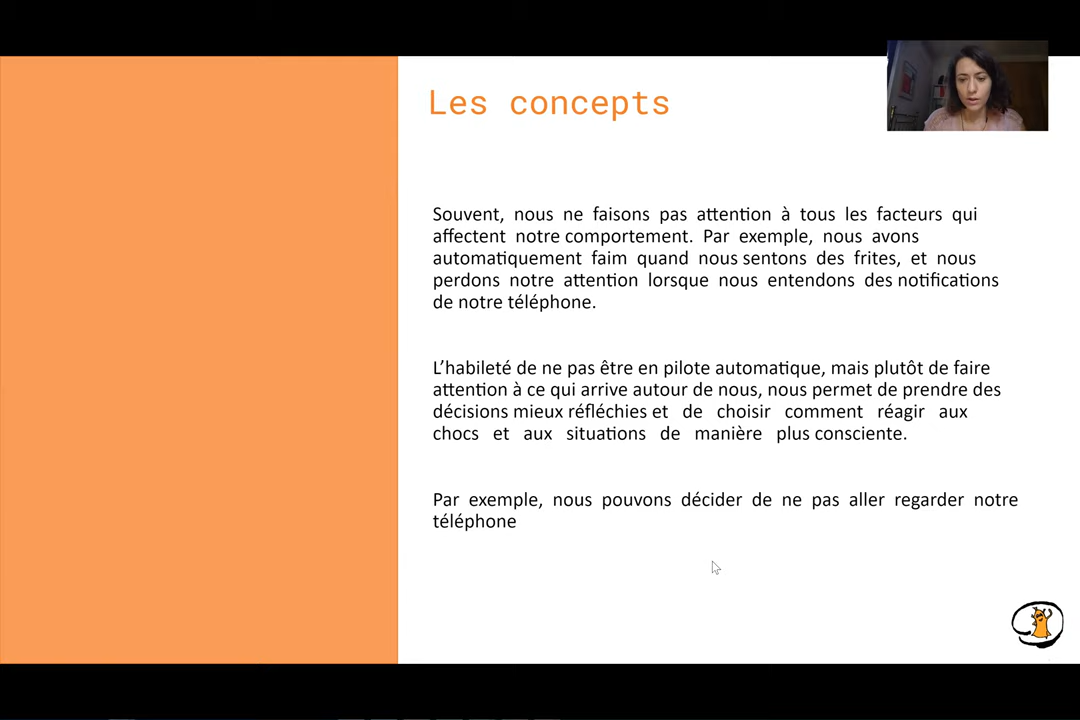 Les concepts
Souvent, nous ne faisons pas attention à tous les facteurs qui
affectent notre comportement. Par exemple, nous avons
automatiquement faim quand nous sentons des frites, et nous
perdons notre attention lorsque nous entendons des notifications
de notre téléphone.
L'habileté de ne pas être en pilote automatique, mais plutôt de faire
attention à ce qui arrive autour de nous, nous permet de prendre des
décisions mieux réfléchies et de choisir comment réagir aux
chocs et aux situations de manière plus consciente.
Par exemple, nous pouvons décider de ne pas aller regarder notre
téléphone